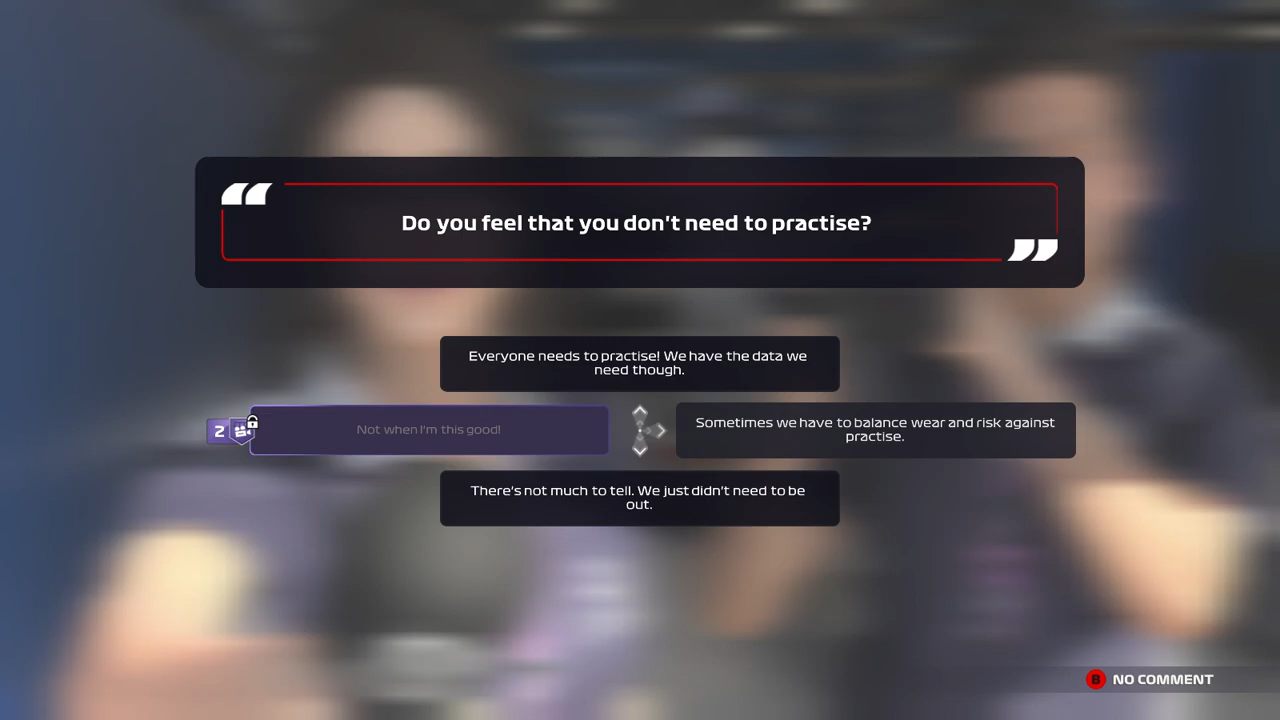 Do you feel that you don't need to practise?
Everyone needs to practise! We have the data we
need though.
2
Not when I'm this good!
Sometimes we have to balance wear and risk against
practise.
There's not much to tell. We just didn't need to be
out.
B NO COMMENT